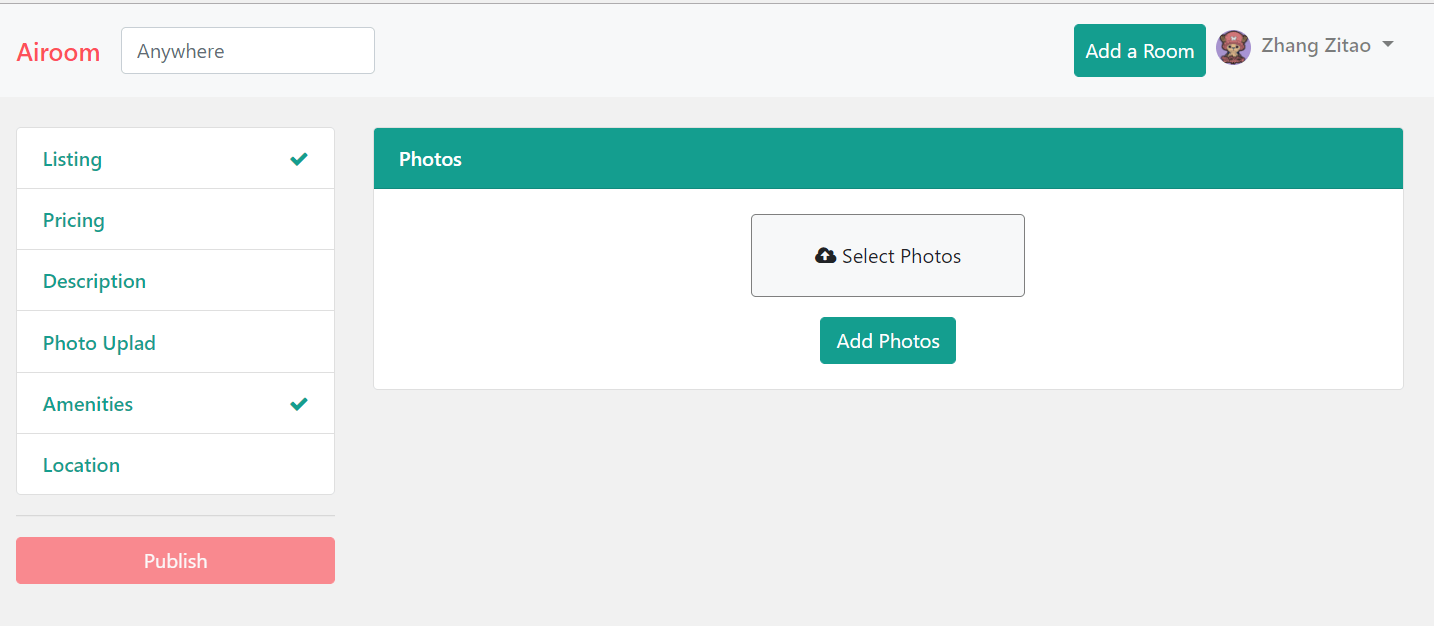 Airoom
Anywhere
Add a Room
Zhang Zitao
Listing
Pricing
Description
Photo Uplad
Amenities
Location
Publish
Photos
Select Photos
Add Photos